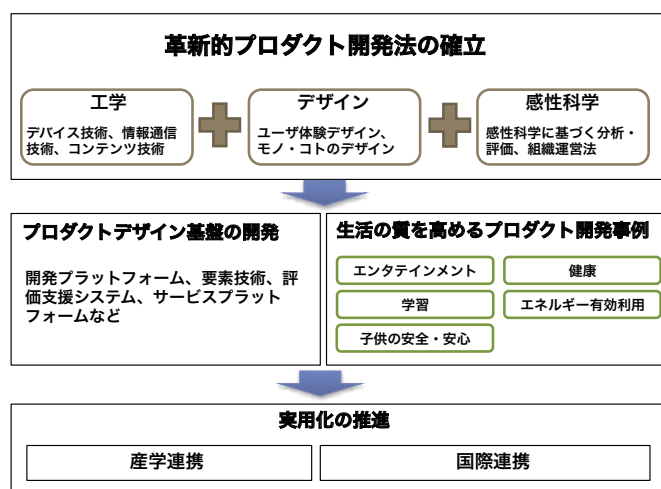 革新的プロダクト開発法の確立
工学
デバイス技術、情報通信
技術、コンテンツ技術
デザイン
ユーザ体験デザイン、
モノ・コトのデザイン
感性科学
感性科学に基づく分析・
評価、組織運営法
プロダクトデザイン基盤の開発
開発プラットフォーム、要素技術、評
価支援システム、サービスプラット
フォームなど
生活の質を高めるプロダクト開発事例
エンタテインメント
健康
学習
エネルギー有効利用
子供の安全・安心
実用化の推進
産学連携
国際連携